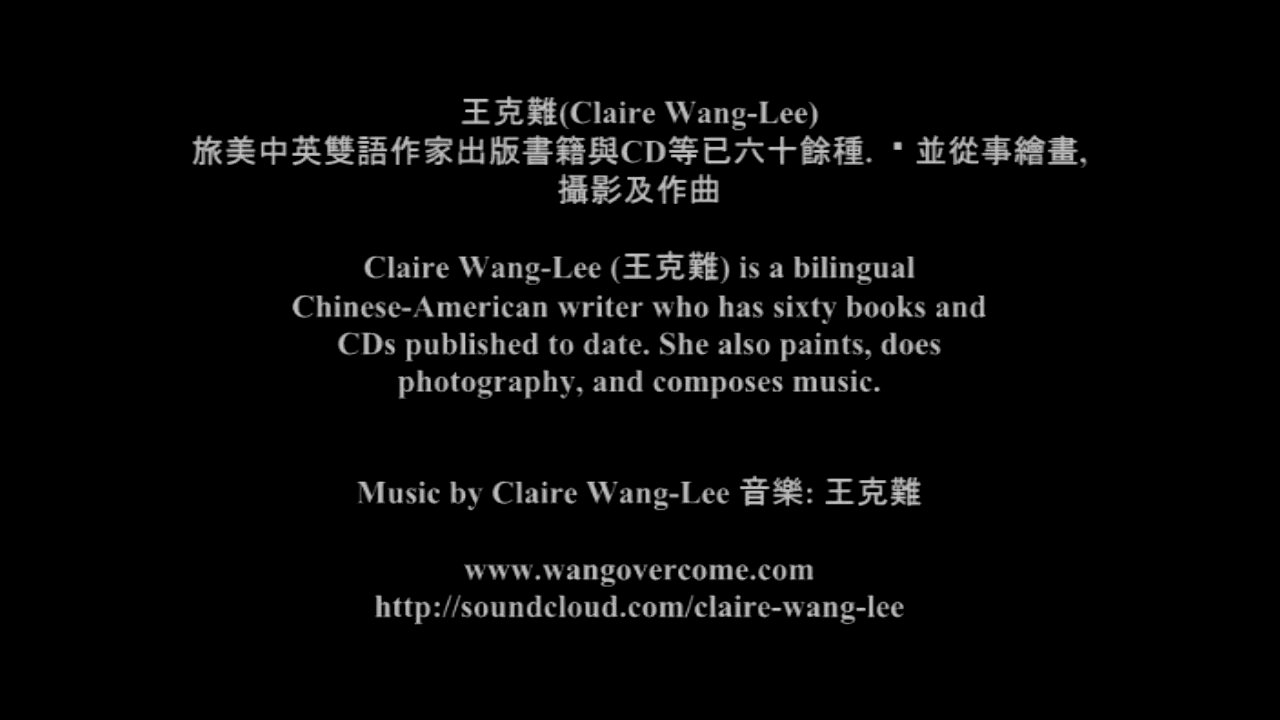 王克難(Claire Wang-Lee)
旅美中英雙語作家出版書籍與CD等已六十餘種. 並從事繪畫,
攝影及作曲
Claire Wang-Lee (王克難) is a bilingual
Chinese-American writer who has sixty books and
CDs published to date. She also paints, does
photography, and composes music.
Music by Claire Wang-Lee 音樂: 王克難
www.wangovercome.com
http://soundcloud.com/claire-wang-lee